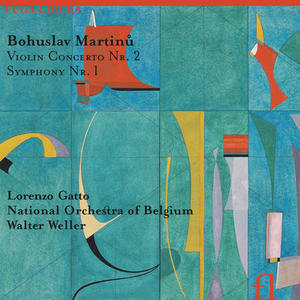 Bohuslav Martinů
Violin Concerto Nr. 2
Symphony Nr. 1
Lorenzo Gatto
National Orchestra of Belgium
Walter Weller